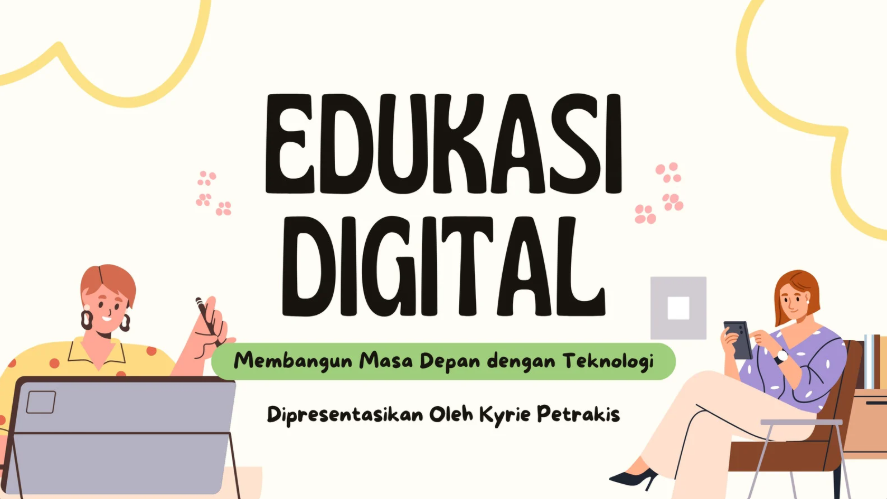 EDUKASI
DIGITAL
Membangun Masa Depan dengan Teknologi
Dipresentasikan Oleh Kyrie Petrakis